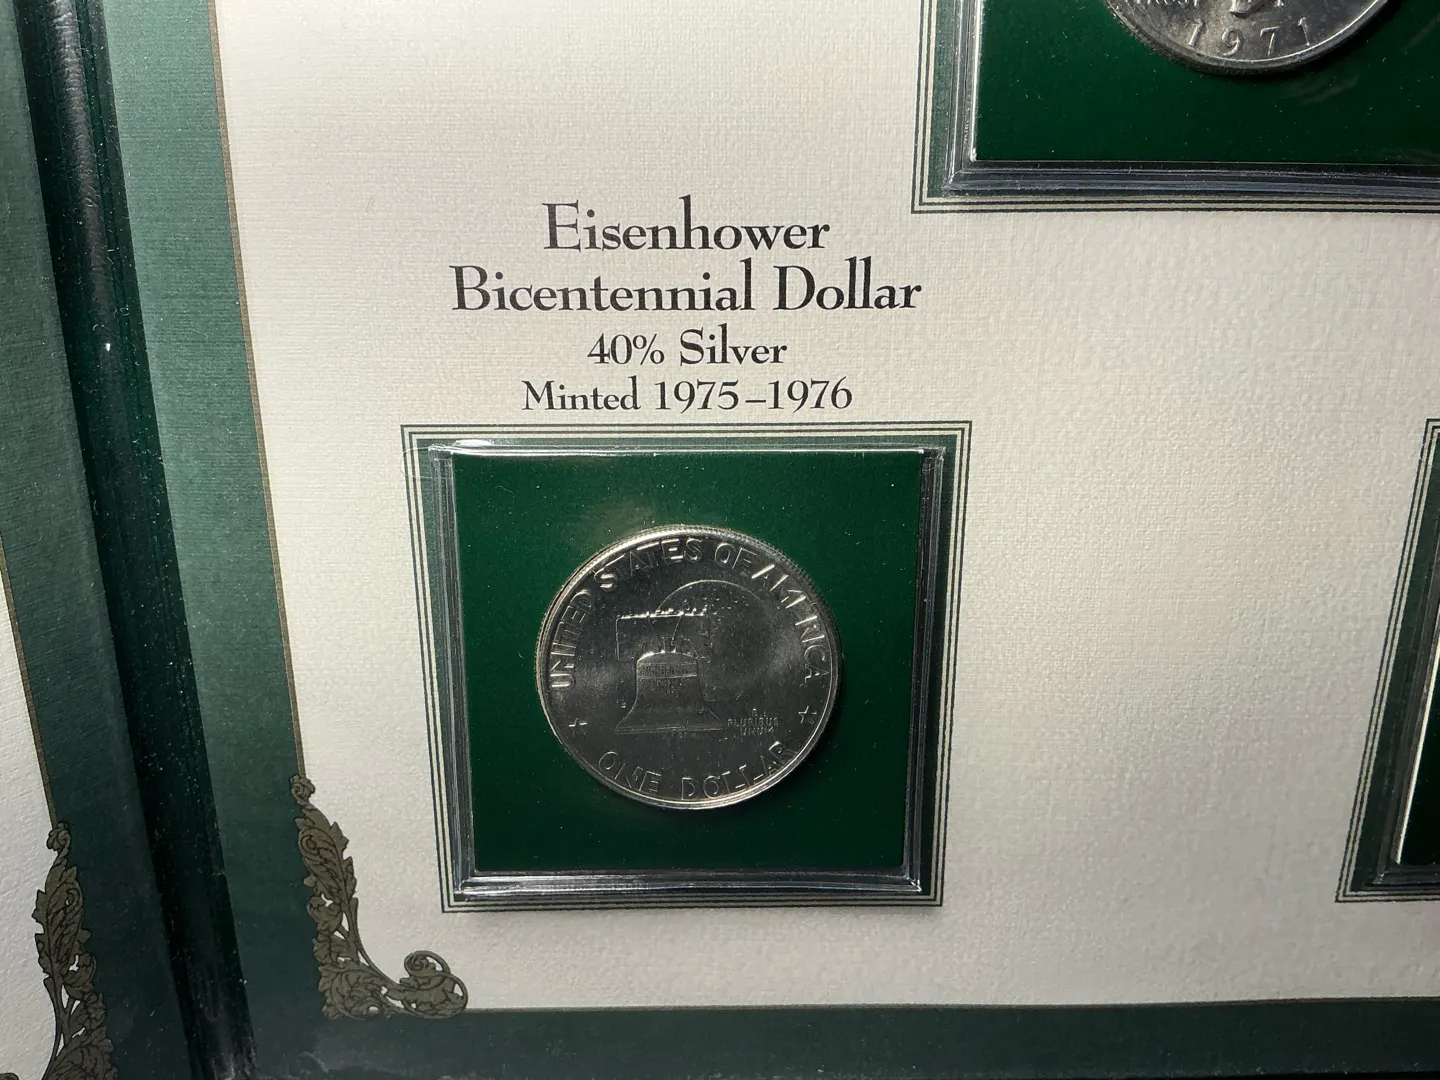 1971
Eisenhower
Bicentennial Dollar
40% Silver
Minted 1975–1976
UNITED STATES OF AMERICA
PLURIBUS
UNUM
ONE DOLLAR